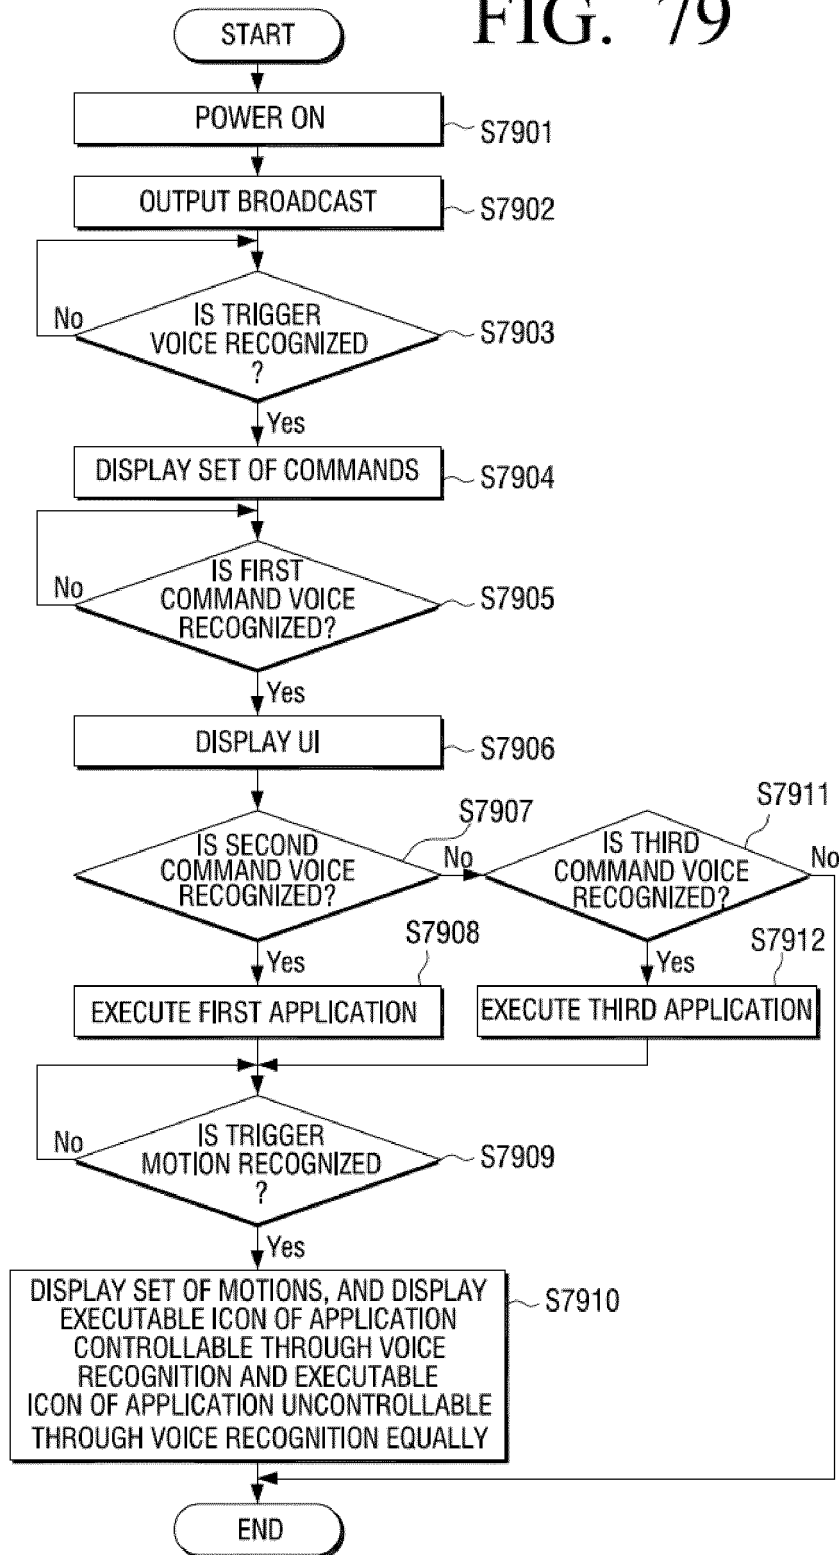 FIG. 79
START
POWER ON
S7901
OUTPUT BROADCAST
S7902
No
IS TRIGGER
VOICE RECOGNIZED
?
S7903
Yes
DISPLAY SET OF COMMANDS
S7904
No
IS FIRST
COMMAND VOICE
RECOGNIZED?
S7905
Yes
DISPLAY UI
S7906
IS SECOND
COMMAND VOICE
RECOGNIZED?
S7907
No
IS THIRD
COMMAND VOICE
RECOGNIZED?
S7911
No
Yes
S7908
EXECUTE FIRST APPLICATION
Yes
S7912
EXECUTE THIRD APPLICATION
No
IS TRIGGER
MOTION RECOGNIZED
?
S7909
Yes
DISPLAY SET OF MOTIONS, AND DISPLAY
EXECUTABLE ICON OF APPLICATION
CONTROLLABLE THROUGH VOICE
RECOGNITION AND EXECUTABLE
ICON OF APPLICATION UNCONTROLLABLE
THROUGH VOICE RECOGNITION EQUALLY
S7910
END